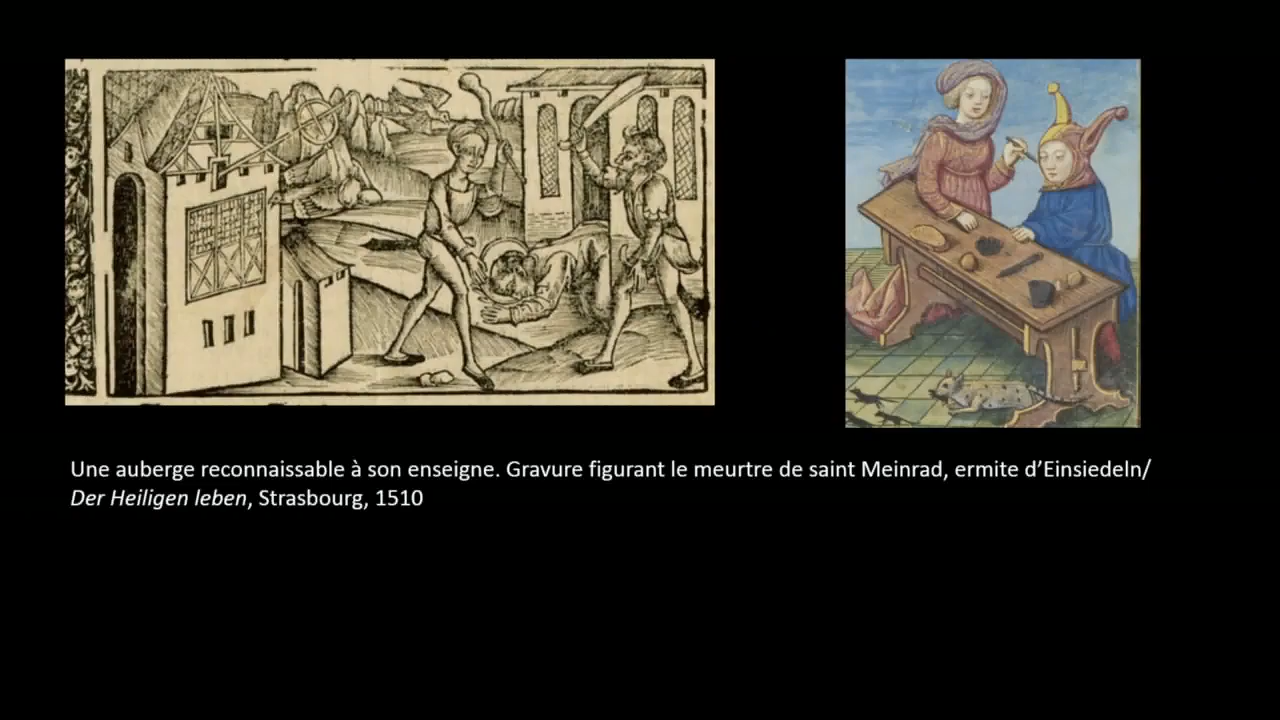 Une auberge reconnaissable à son enseigne. Gravure figurant le meurtre de saint Meinrad, ermite d’Einsiedeln/
Der Heiligen leben, Strasbourg, 1510